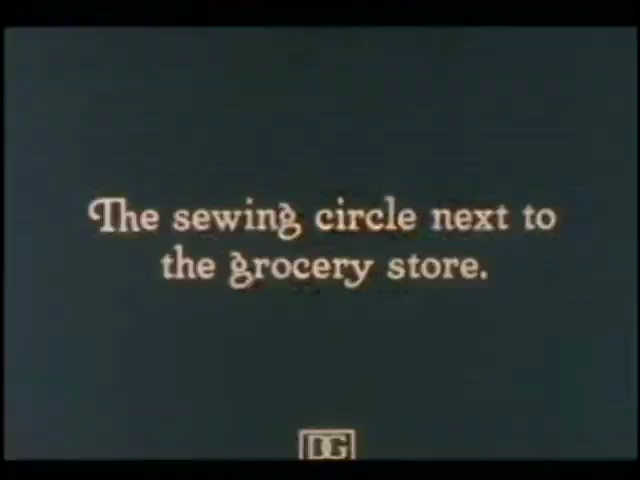 The sewing circle next to
the grocery store.
DG